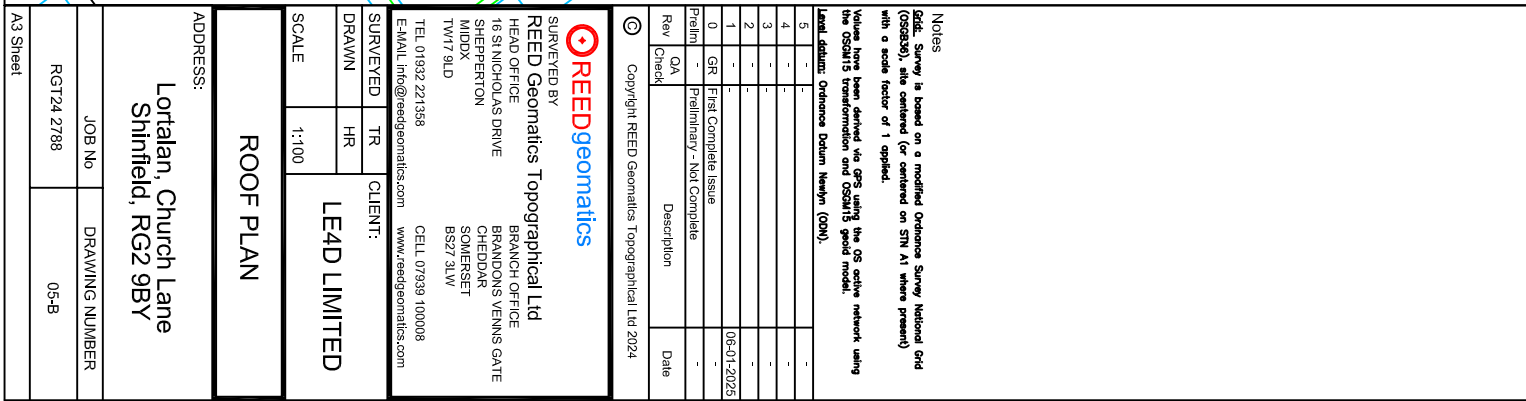 Notes
Grid: Survey is based on a modified Ordnance Survey National Grid
(OSGB36), site centered (or centered on STN A1 where present)
with a scale factor of 1 applied.
Values have been derived via GPS using the OS active network using
the OSGM15 transformation and OSGM15 geoid model.
Level datum: Ordnance Datum Newlyn (ODN).
5 - - -
4 - - -
3 - - -
2 - - -
1 - - 06-01-2025
0 GR First Complete Issue -
Prelim - Preliminary - Not Complete -
Rev QA Check Description Date
© Copyright REED Geomatics Topographical Ltd 2024
REEDgeomatics
SURVEYED BY
REED Geomatics Topographical Ltd
HEAD OFFICE BRANCH OFFICE
16 St NICHOLAS DRIVE BRANDONS VENNS GATE
SHEPPERTON CHEDDAR
MIDDX SOMERSET
TW17 9LD BS27 3LW
TEL 01932 221358 CELL 07939 100008
E-MAIL info@reedgeomatics.com www.reedgeomatics.com
SURVEYED TR CLIENT:
DRAWN HR LE4D LIMITED
SCALE 1:100
ROOF PLAN
ADDRESS:
Lortalan, Church Lane
Shinfield, RG2 9BY
JOB No DRAWING NUMBER
RGT24 2788 05-B
A3 Sheet